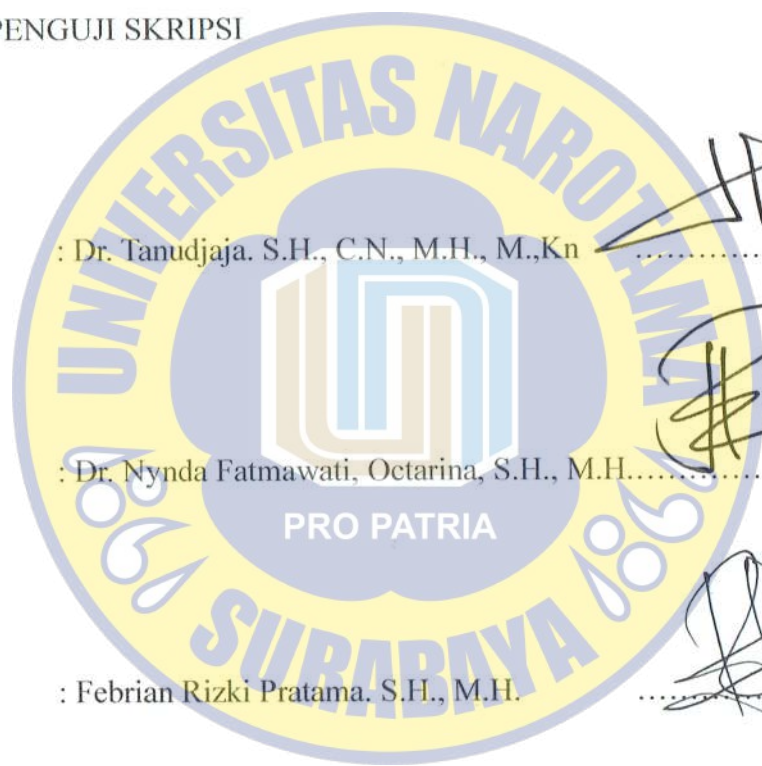 PENGUJI SKRIPSI
UNIVERSITAS NAROTAMA
: Dr. Tanudjaja. S.H., C.N., M.H., M.,Kn ..............
: Dr. Nynda Fatmawati, Octarina, S.H., M.H..............
PRO PATRIA
: Febrian Rizki Pratama. S.H., M.H. ..............
SURABAYA